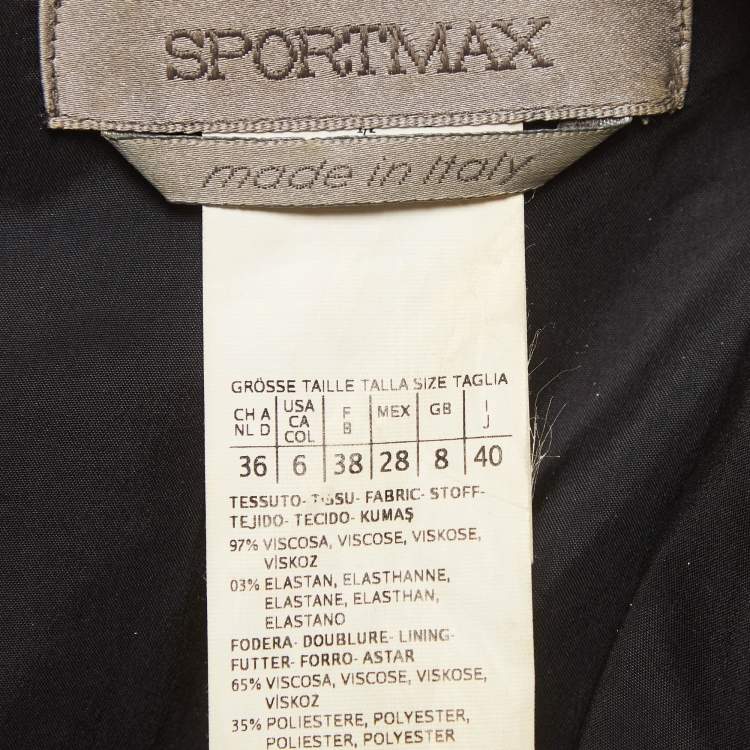 SPORTMAX
made in Italy
GRÖSSE TAILLE TALLA SIZE TAGLIA
CH A NL D USA CA COL F B MEX GB I J
36 6 38 28 8 40
TESSUTO- TISSU- FABRIC- STOFF-
TEJIDO- TECIDO- KUMAŞ
97% VISCOSA, VISCOSE, VISKOSE,
VİSKOZ
03% ELASTAN, ELASTHANNE,
ELASTANE, ELASTHAN,
ELASTANO
FODERA- DOUBLURE- LINING-
FUTTER- FORRO- ASTAR
65% VISCOSA, VISCOSE, VISKOSE,
VİSKOZ
35% POLIESTERE, POLYESTER,
POLIESTER, POLYESTER